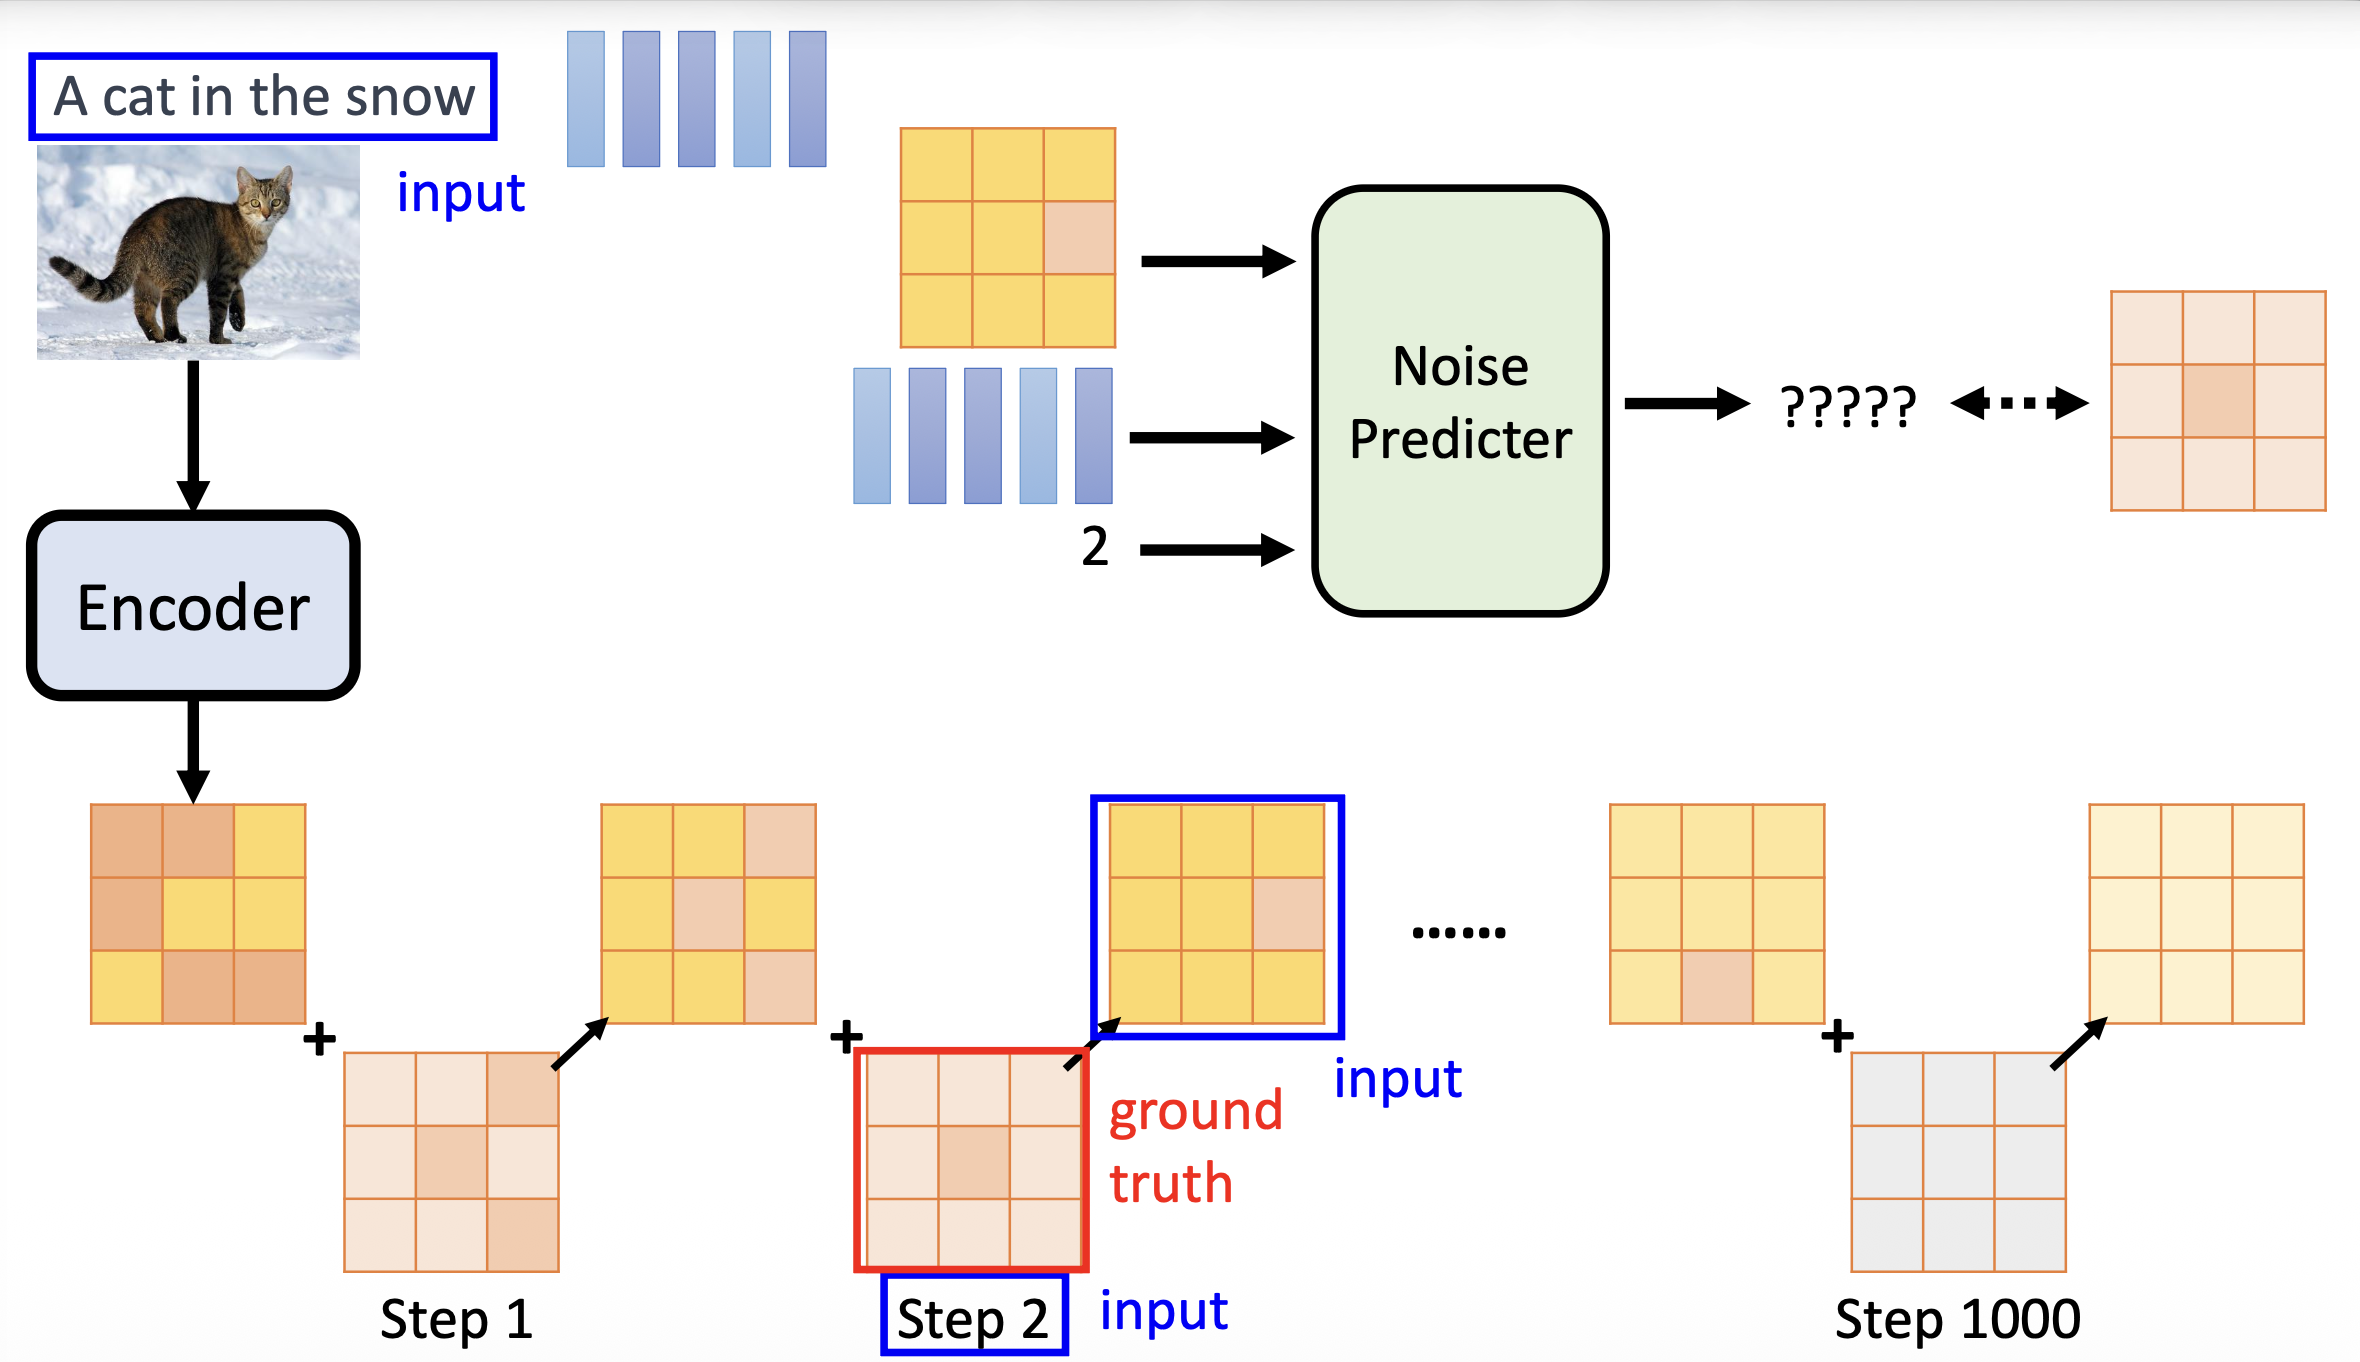 A cat in the snow
input
Noise
Predicter
?????
2
Encoder
+
+
+
......
input
ground
truth
Step 1
Step 2
input
Step 1000